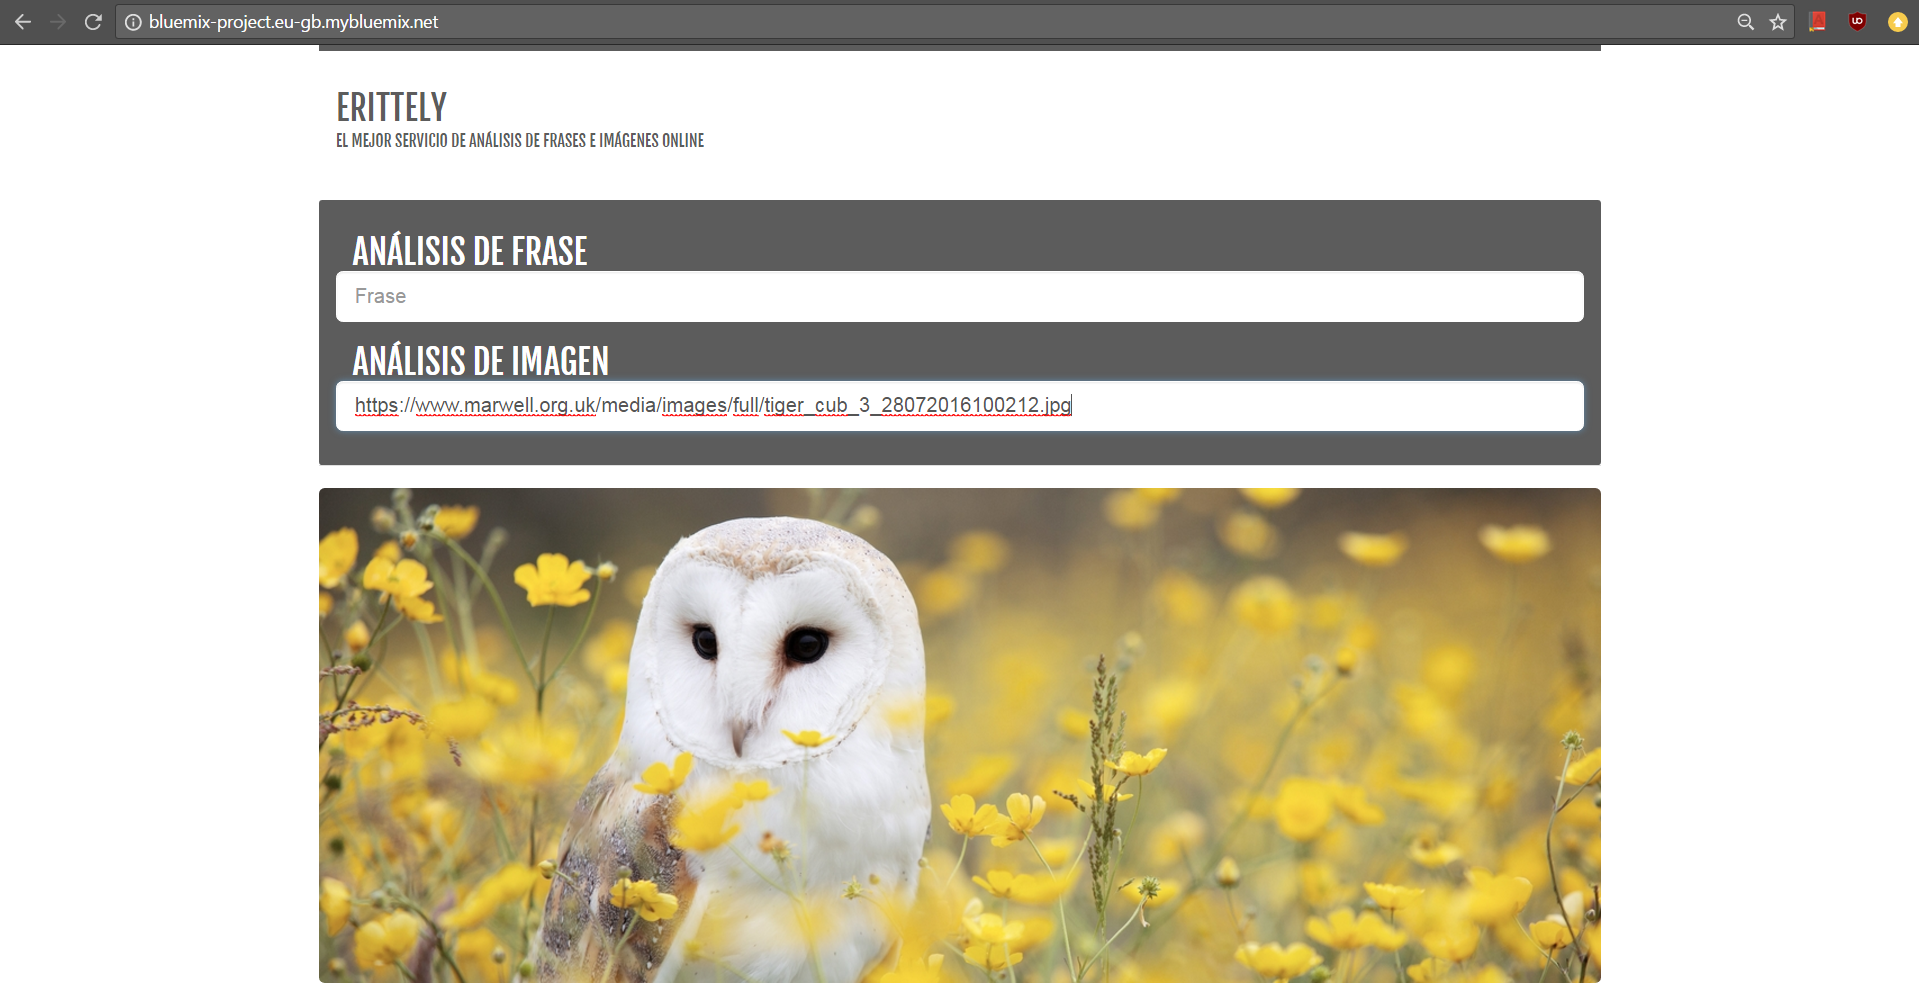 bluemix-project.eu-gb.mybluemix.net
ERITTELY
EL MEJOR SERVICIO DE ANÁLISIS DE FRASES E IMÁGENES ONLINE
ANÁLISIS DE FRASE
Frase
ANÁLISIS DE IMAGEN
https://www.marwell.org.uk/media/images/full/tiger_cub_3_28072016100212.jpg